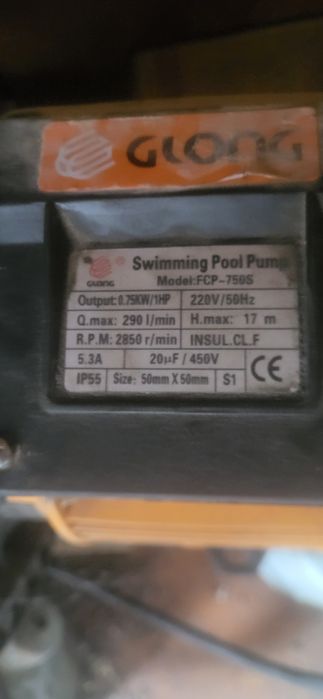 GLONG
GLONG
Swimming Pool Pump
Model:FCP-750S
Output:0.75KW/1HP 220V/50Hz
Q.max: 290 l/min H.max: 17 m
R.P.M: 2850 r/min INSUL.CL.F
5.3A 20µF / 450V CE
IP55 Size: 50mm X 50mm S1